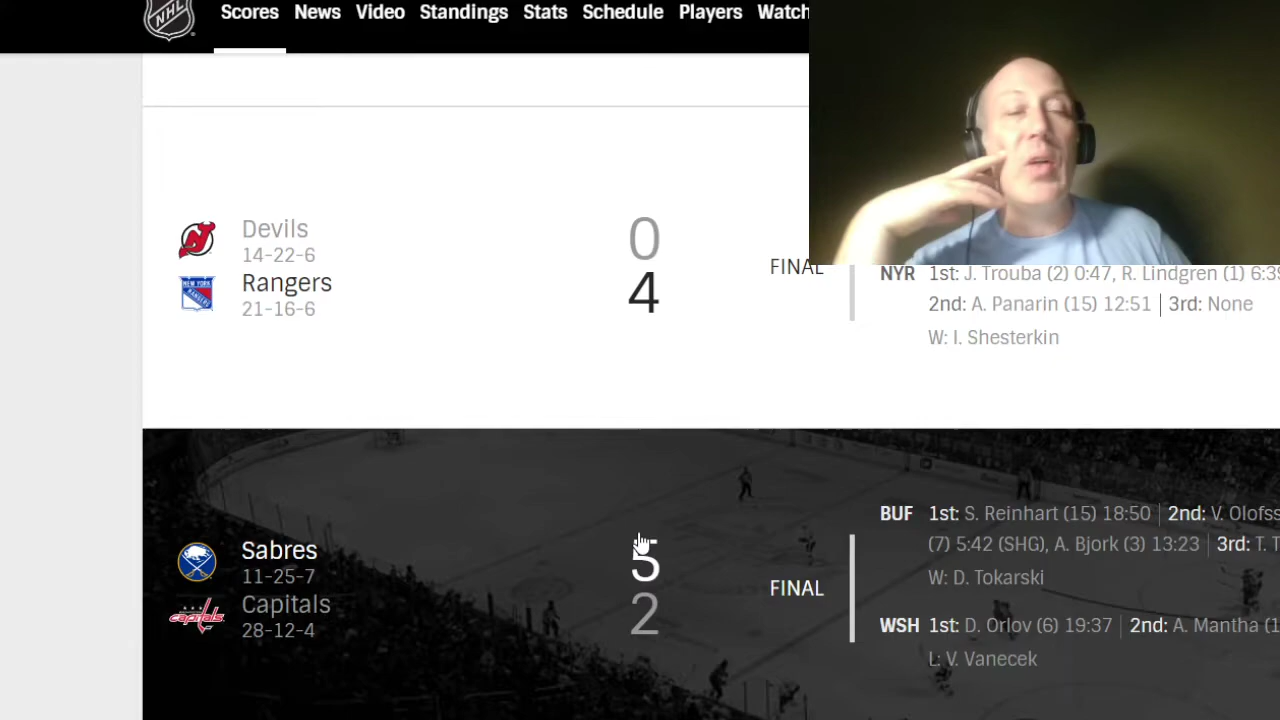 NHL
Scores News Video Standings Stats Schedule Players Watch
Devils 0
14-22-6
Rangers 4
21-16-6
FINAL
NYR 1st: J. Trouba (2) 0:47, R. Lindgren (1) 6:39
2nd: A. Panarin (15) 12:51 | 3rd: None
W: I. Shesterkin
Sabres 5
11-25-7
Capitals 2
28-12-4
FINAL
BUF 1st: S. Reinhart (15) 18:50 | 2nd: V. Olofss
(7) 5:42 (SHG), A. Bjork (3) 13:23 | 3rd: T. T
W: D. Tokarski
WSH 1st: D. Orlov (6) 19:37 | 2nd: A. Mantha (1
L: V. Vanecek
capitals